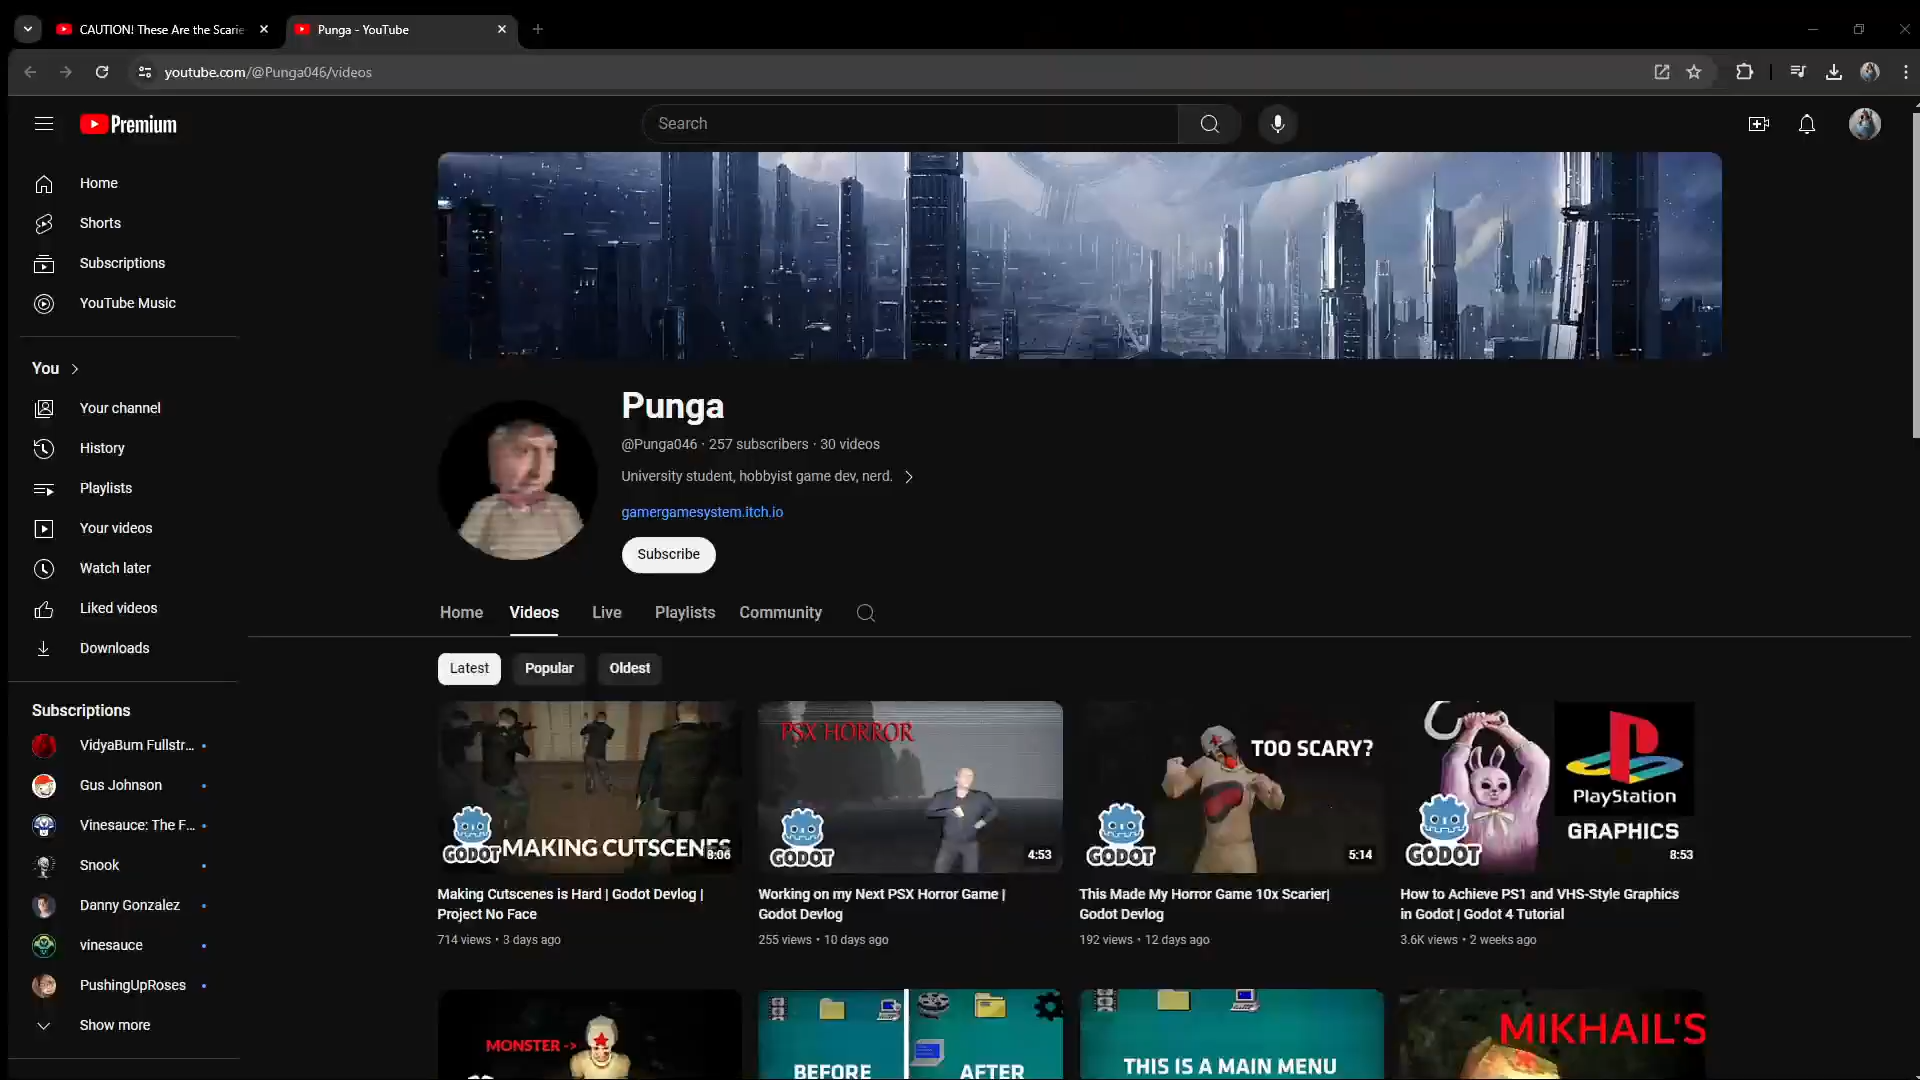 CAUTION! These Are the Scarie
Punga - YouTube
youtube.com/@Punga046/videos
Premium
Search
Home
Shorts
Subscriptions
YouTube Music
You
Your channel
History
Playlists
Your videos
Watch later
Liked videos
Downloads
Subscriptions
VidyaBum Fullstr...
Gus Johnson
Vinesauce: The F...
Snook
Danny Gonzalez
vinesauce
PushingUpRoses
Show more
Punga
@Punga046 · 257 subscribers · 30 videos
University student, hobbyist game dev, nerd.
gamergamesystem.itch.io
Subscribe
Home Videos Live Playlists Community
Latest Popular Oldest
GODOT
MAKING CUTSCENES
8:06
Making Cutscenes is Hard | Godot Devlog |
Project No Face
714 views • 3 days ago
PSX HORROR
GODOT
4:53
Working on my Next PSX Horror Game |
Godot Devlog
255 views • 10 days ago
TOO SCARY?
GODOT
5:14
This Made My Horror Game 10x Scarier|
Godot Devlog
192 views • 12 days ago
PlayStation
GRAPHICS
GODOT
8:53
How to Achieve PS1 and VHS-Style Graphics
in Godot | Godot 4 Tutorial
3.6K views • 2 weeks ago
MONSTER ->
BEFORE
AFTER
THIS IS A MAIN MENU
MIKHAIL'S